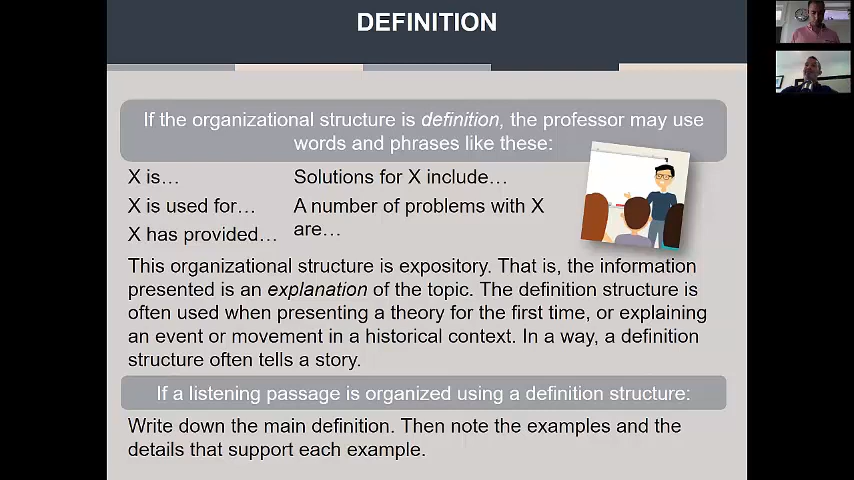 DEFINITION
If the organizational structure is definition, the professor may use
words and phrases like these:
X is…
X is used for…
X has provided…
Solutions for X include…
A number of problems with X
are…
This organizational structure is expository. That is, the information
presented is an explanation of the topic. The definition structure is
often used when presenting a theory for the first time, or explaining
an event or movement in a historical context. In a way, a definition
structure often tells a story.
If a listening passage is organized using a definition structure:
Write down the main definition. Then note the examples and the
details that support each example.